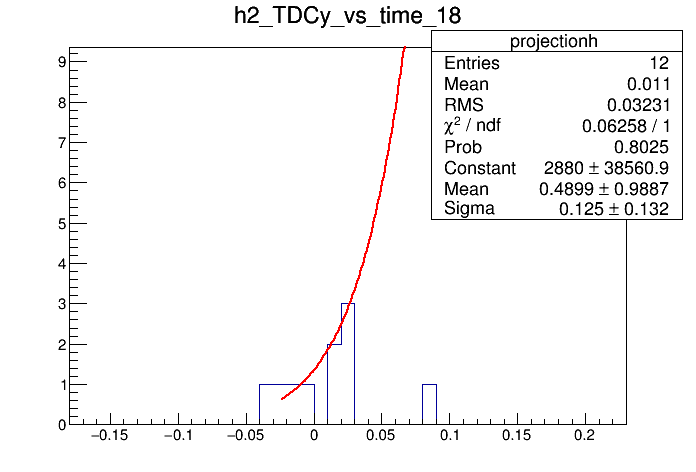 h2_TDCy_vs_time_18
projectionh
Entries 12
Mean 0.011
RMS 0.03231
χ² / ndf 0.06258 / 1
Prob 0.8025
Constant 2880 ± 38560.9
Mean 0.4899 ± 0.9887
Sigma 0.125 ± 0.132
9
8
7
6
5
4
3
2
1
0
−0.15 −0.1 −0.05 0 0.05 0.1 0.15 0.2